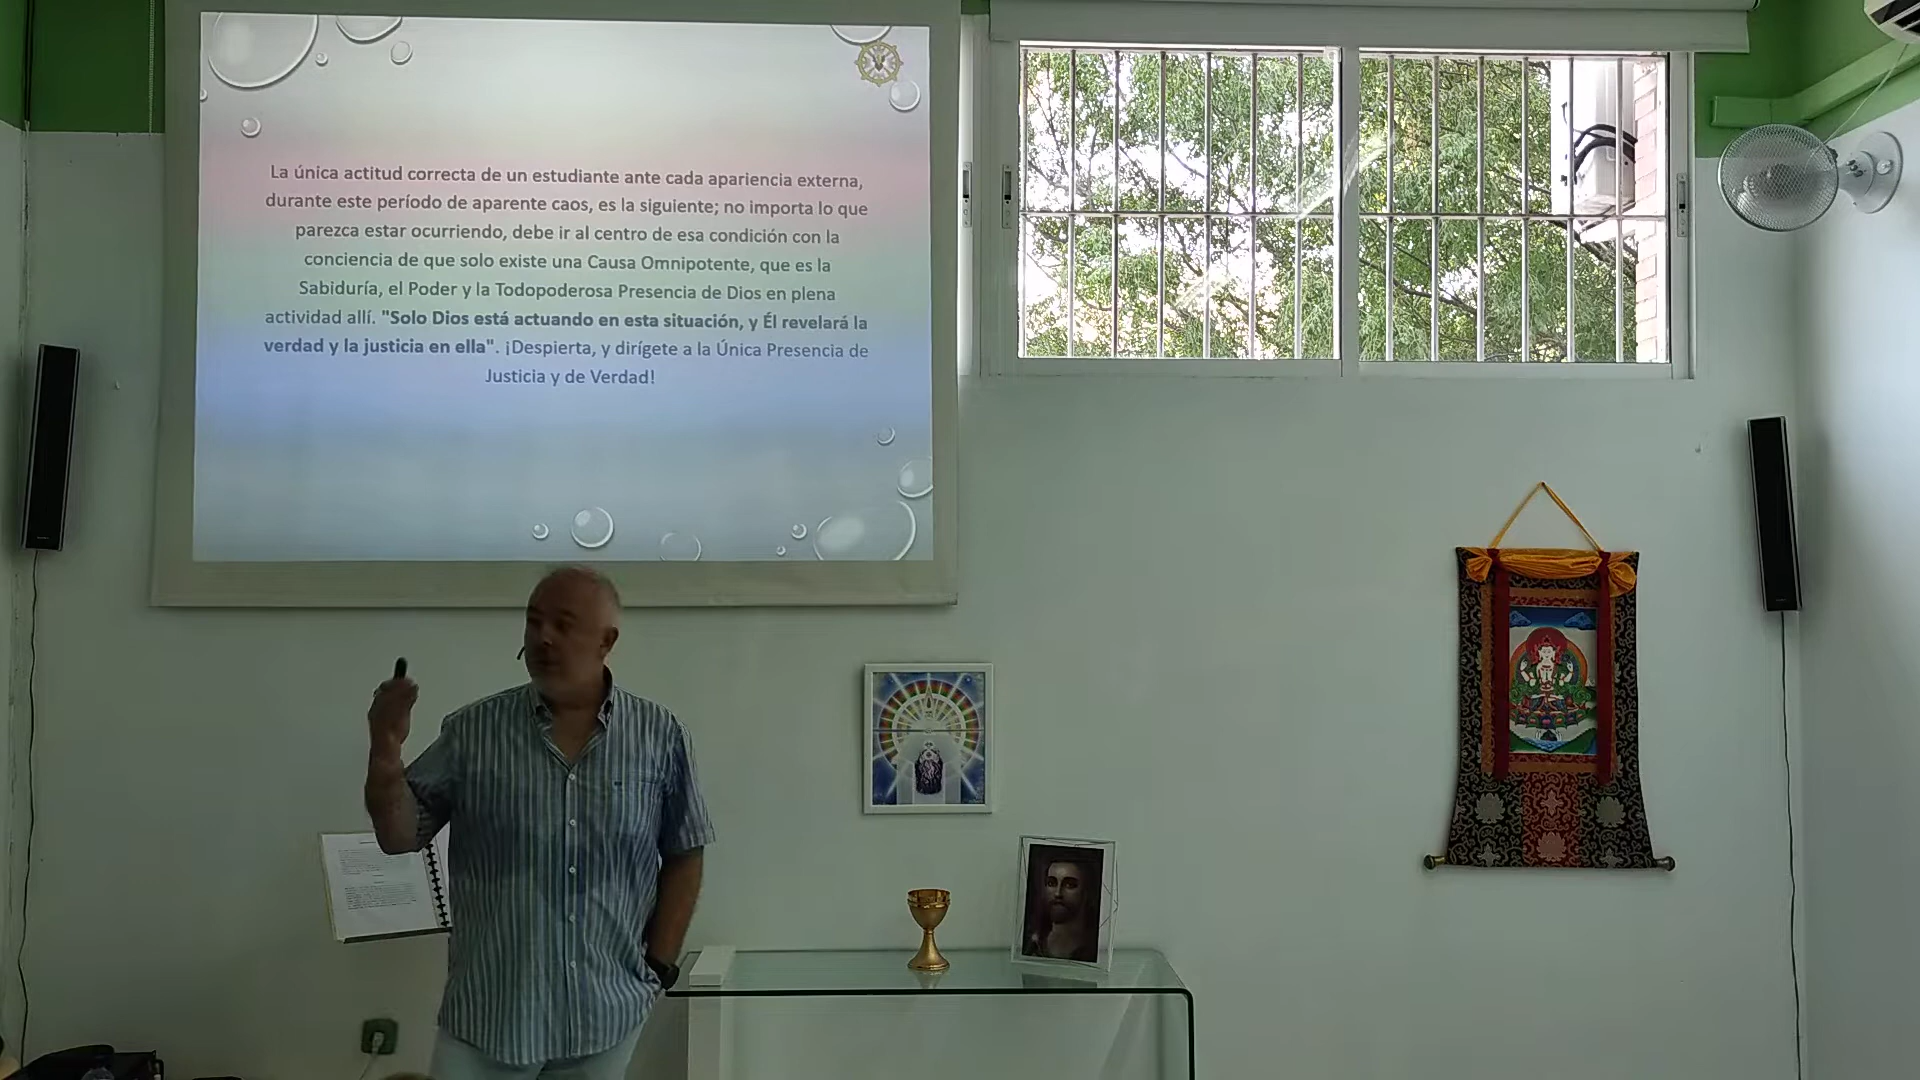 La única actitud correcta de un estudiante ante cada apariencia externa,
durante este período de aparente caos, es la siguiente; no importa lo que
parezca estar ocurriendo, debe ir al centro de esa condición con la
conciencia de que solo existe una Causa Omnipotente, que es la
Sabiduría, el Poder y la Todopoderosa Presencia de Dios en plena
actividad allí. "Solo Dios está actuando en esta situación, y Él revelará la
verdad y la justicia en ella". ¡Despierta, y dirígete a la Única Presencia de
Justicia y de Verdad!